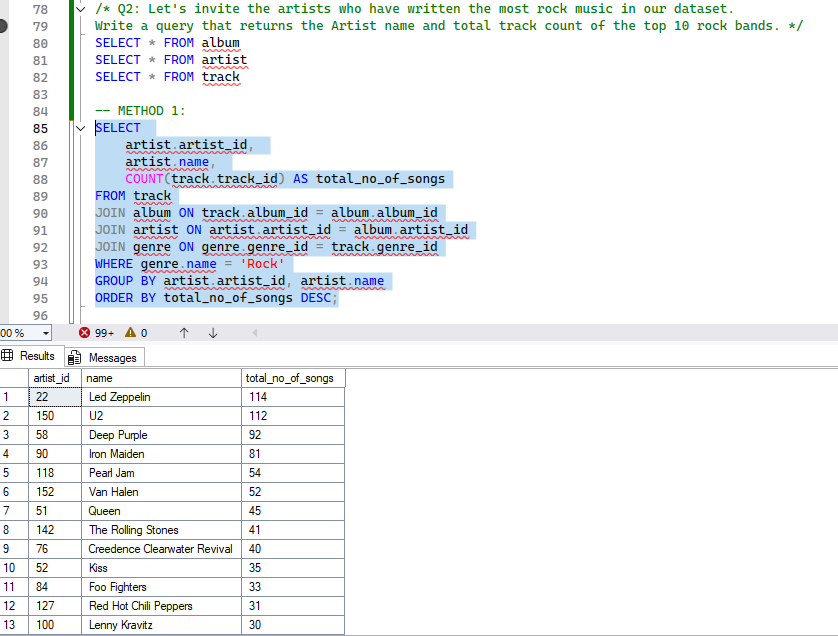 78 /* Q2: Let's invite the artists who have written the most rock music in our dataset.
79 Write a query that returns the Artist name and total track count of the top 10 rock bands. */
80 SELECT * FROM album
81 SELECT * FROM artist
82 SELECT * FROM track
83
84 -- METHOD 1:
85 SELECT
86 artist.artist_id,
87 artist.name,
88 COUNT(track.track_id) AS total_no_of_songs
89 FROM track
90 JOIN album ON track.album_id = album.album_id
91 JOIN artist ON artist.artist_id = album.artist_id
92 JOIN genre ON genre.genre_id = track.genre_id
93 WHERE genre.name = 'Rock'
94 GROUP BY artist.artist_id, artist.name
95 ORDER BY total_no_of_songs DESC;
96
00 % 99+ 0
Results Messages
artist_id name total_no_of_songs
1 22 Led Zeppelin 114
2 150 U2 112
3 58 Deep Purple 92
4 90 Iron Maiden 81
5 118 Pearl Jam 54
6 152 Van Halen 52
7 51 Queen 45
8 142 The Rolling Stones 41
9 76 Creedence Clearwater Revival 40
10 52 Kiss 35
11 84 Foo Fighters 33
12 127 Red Hot Chili Peppers 31
13 100 Lenny Kravitz 30